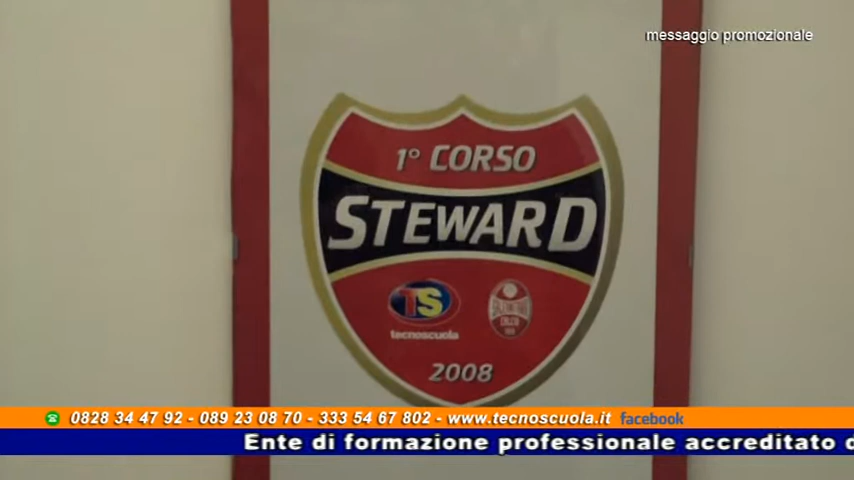 messaggio promozionale
1° CORSO
STEWARD
TS
tecnoscuola
2008
0828 34 47 92 - 089 23 08 70 - 333 54 67 802 - www.tecnoscuola.it facebook
Ente di formazione professionale accreditato d